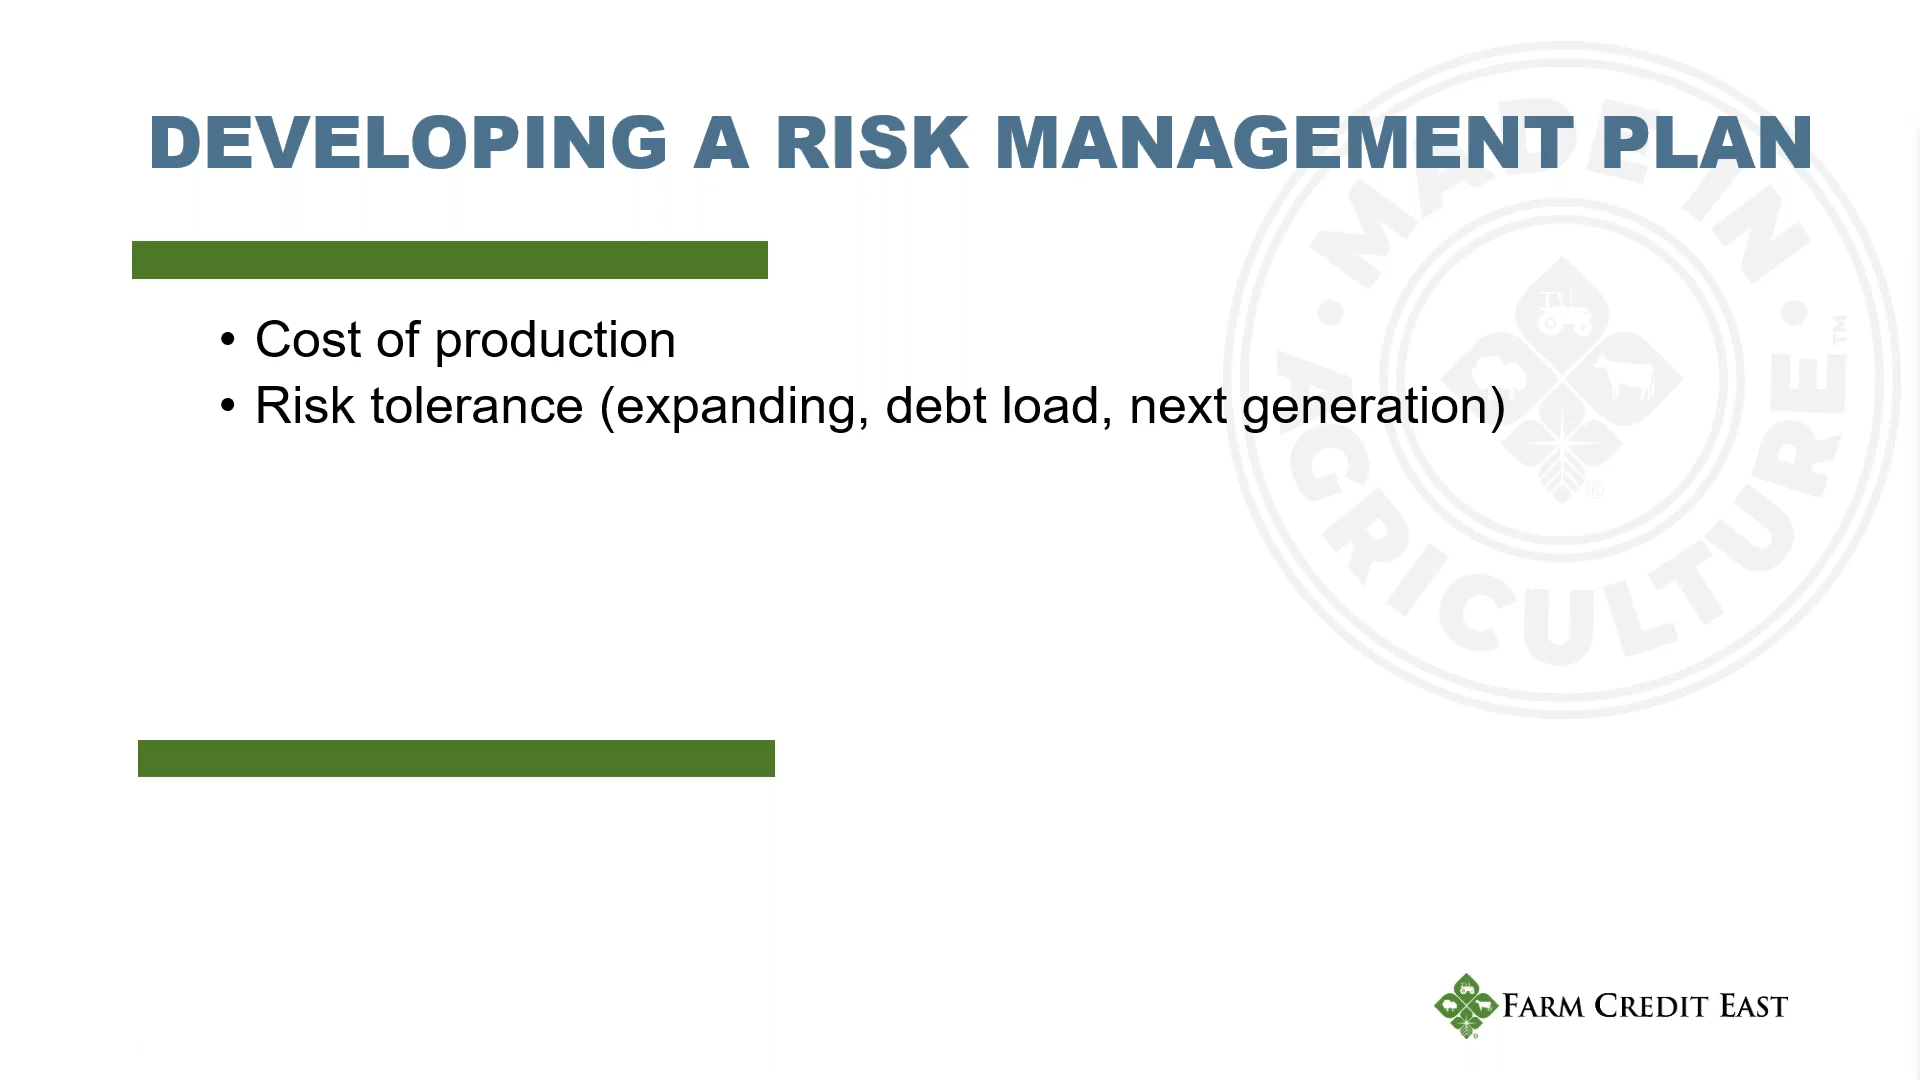 DEVELOPING A RISK MANAGEMENT PLAN
• Cost of production
• Risk tolerance (expanding, debt load, next generation)
• MADE IN •
AGRICULTURE™
®
FARM CREDIT EAST
®